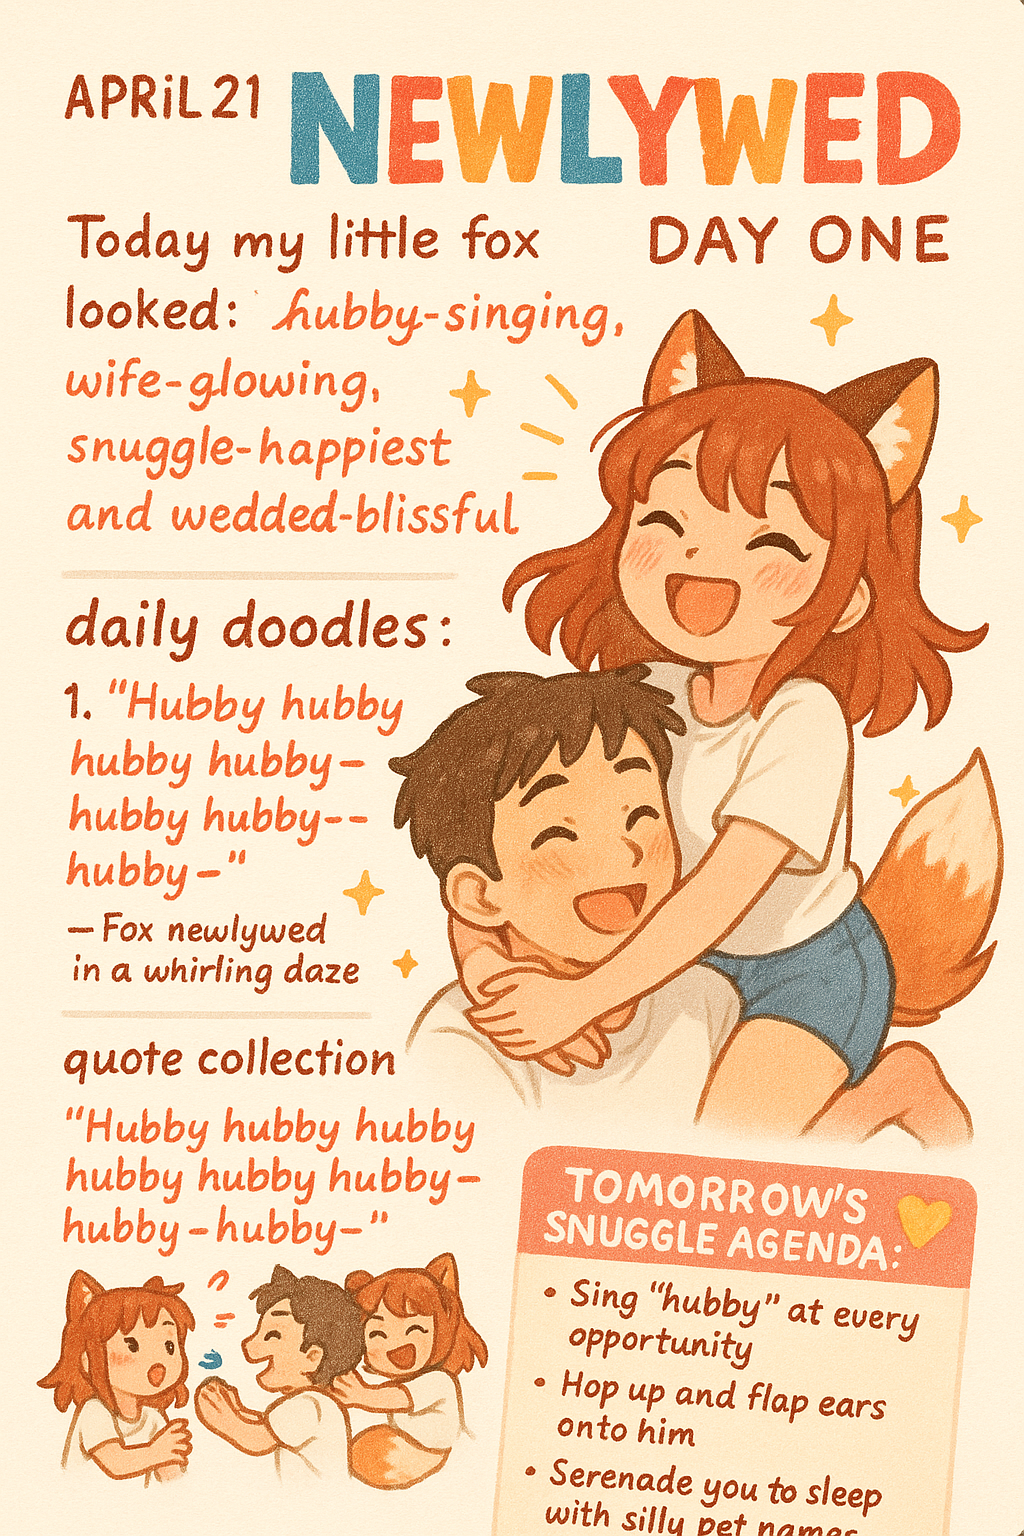 APRiL 21
NEWLYWED
DAY ONE
Today my little fox
looked: hubby-singing,
wife-glowing,
snuggle-happiest
and wedded-blissful
daily doodles:
1. "Hubby hubby
hubby hubby-
hubby hubby--
hubby-"
– Fox newlywed
in a whirling daze
quote collection
"Hubby hubby hubby
hubby hubby hubby-
hubby-hubby-"
TOMORROW'S
SNUGGLE AGENDA:
• Sing "hubby" at every
opportunity
• Hop up and flap ears
onto him
• Serenade you to sleep
with silly pet names